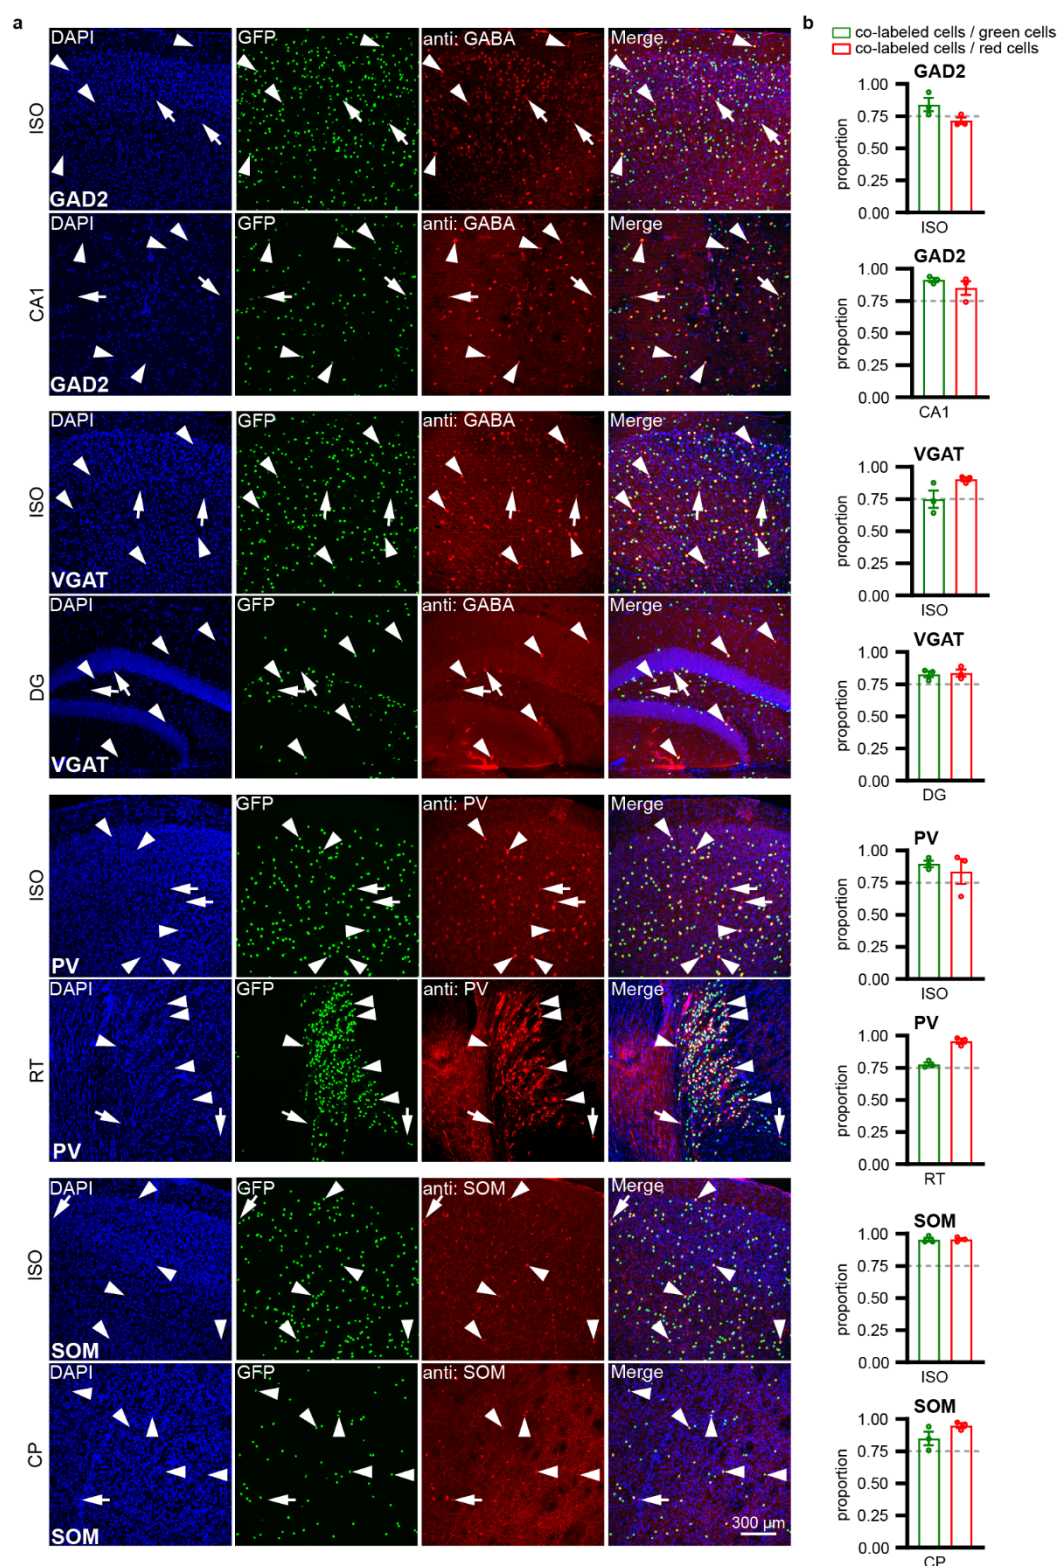 a
b
co-labeled cells / green cells
co-labeled cells / red cells
DAPI GFP anti: GABA Merge
ISO
GAD2
DAPI GFP anti: GABA Merge
CA1
GAD2
DAPI GFP anti: GABA Merge
ISO
VGAT
DAPI GFP anti: GABA Merge
DG
VGAT
DAPI GFP anti: PV Merge
ISO
PV
DAPI GFP anti: PV Merge
RT
PV
DAPI GFP anti: SOM Merge
ISO
SOM
DAPI GFP anti: SOM Merge
CP
SOM
300 µm
GAD2
proportion
1.00
0.75
0.50
0.25
0.00
ISO
GAD2
proportion
1.00
0.75
0.50
0.25
0.00
CA1
VGAT
proportion
1.00
0.75
0.50
0.25
0.00
ISO
VGAT
proportion
1.00
0.75
0.50
0.25
0.00
DG
PV
proportion
1.00
0.75
0.50
0.25
0.00
ISO
PV
proportion
1.00
0.75
0.50
0.25
0.00
RT
SOM
proportion
1.00
0.75
0.50
0.25
0.00
ISO
SOM
proportion
1.00
0.75
0.50
0.25
0.00
CP